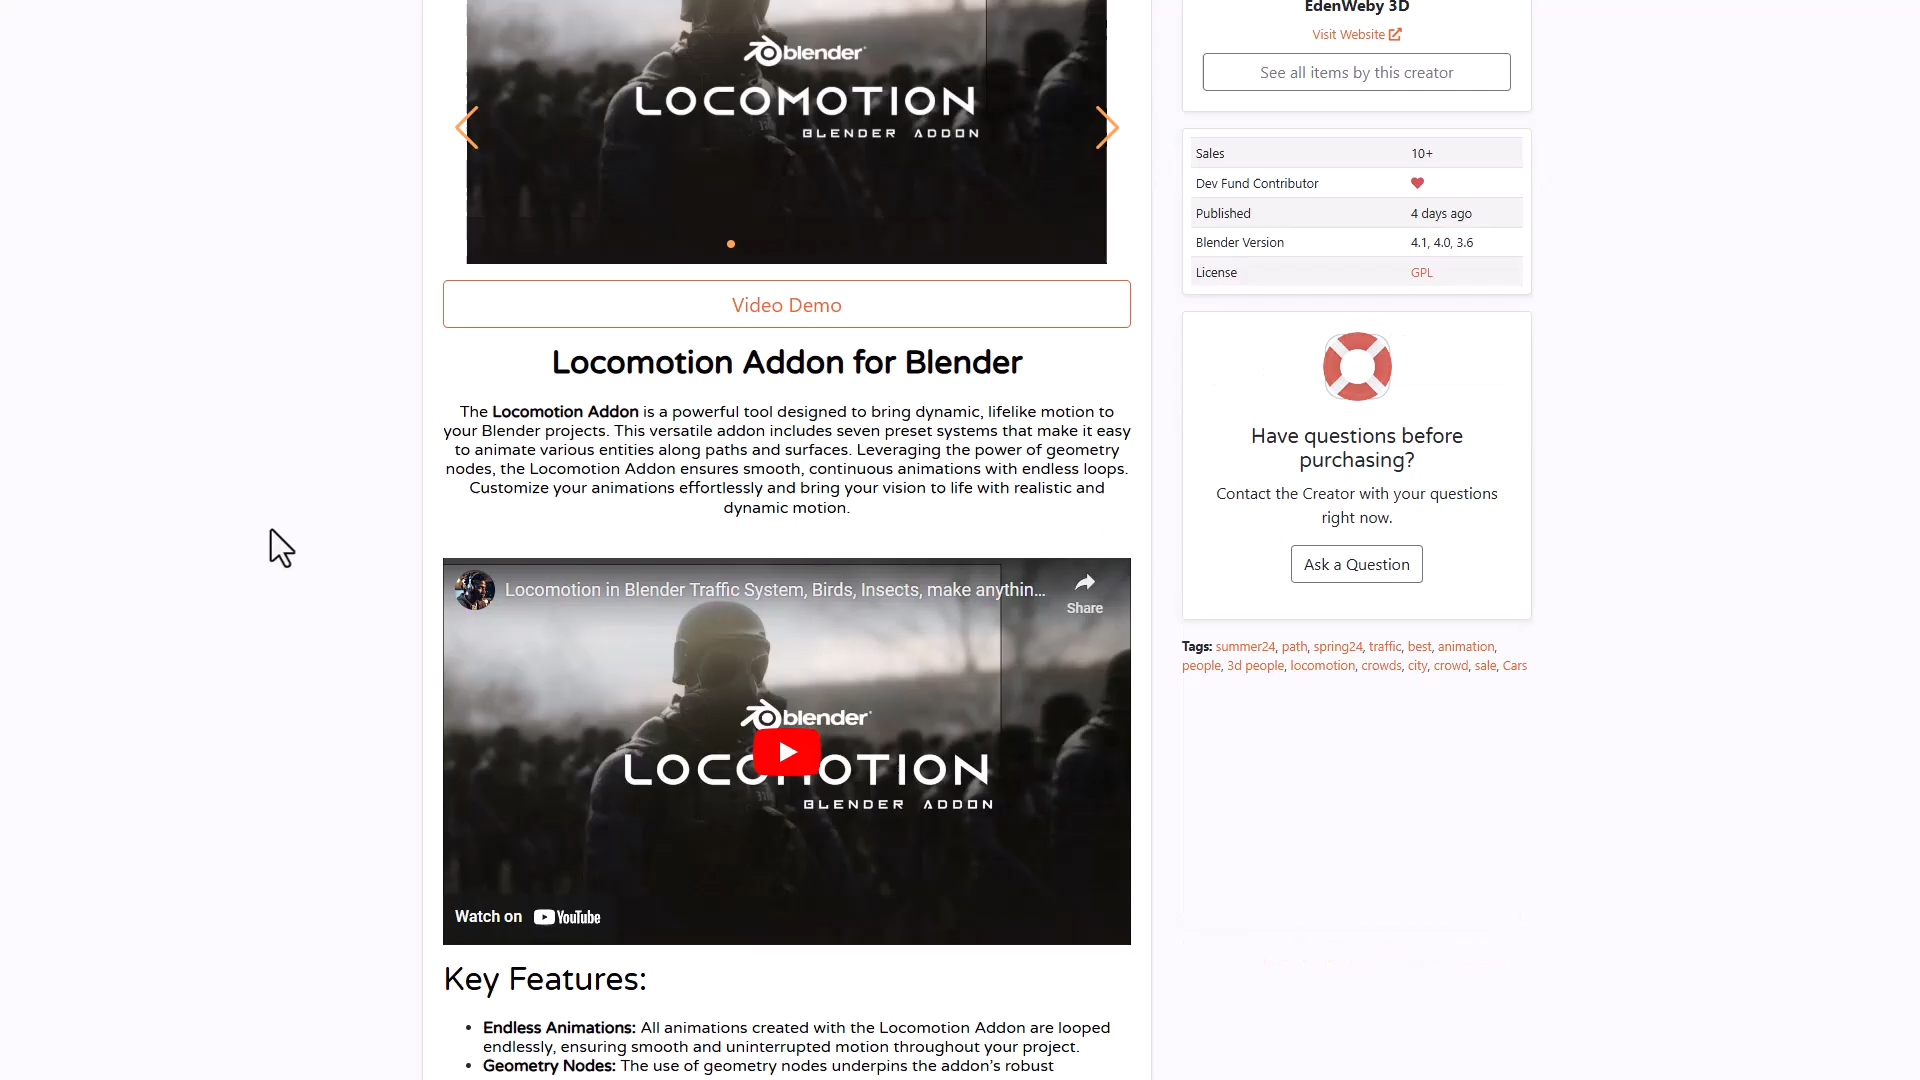 blender
LOCOMOTION
BLENDER ADDON
Video Demo
Locomotion Addon for Blender
The Locomotion Addon is a powerful tool designed to bring dynamic, lifelike motion to
your Blender projects. This versatile addon includes seven preset systems that make it easy
to animate various entities along paths and surfaces. Leveraging the power of geometry
nodes, the Locomotion Addon ensures smooth, continuous animations with endless loops.
Customize your animations effortlessly and bring your vision to life with realistic and
dynamic motion.
Locomotion in Blender Traffic System, Birds, Insects, make anythin...
Share
blender
LOCOMOTION
BLENDER ADDON
Watch on YouTube
Key Features:
• Endless Animations: All animations created with the Locomotion Addon are looped
endlessly, ensuring smooth and uninterrupted motion throughout your project.
• Geometry Nodes: The use of geometry nodes underpins the addon’s robust
EdenWeby 3D
Visit Website
See all items by this creator
Sales 10+
Dev Fund Contributor
Published 4 days ago
Blender Version 4.1, 4.0, 3.6
License GPL
Have questions before
purchasing?
Contact the Creator with your questions
right now.
Ask a Question
Tags: summer24, path, spring24, traffic, best, animation,
people, 3d people, locomotion, crowds, city, crowd, sale, Cars